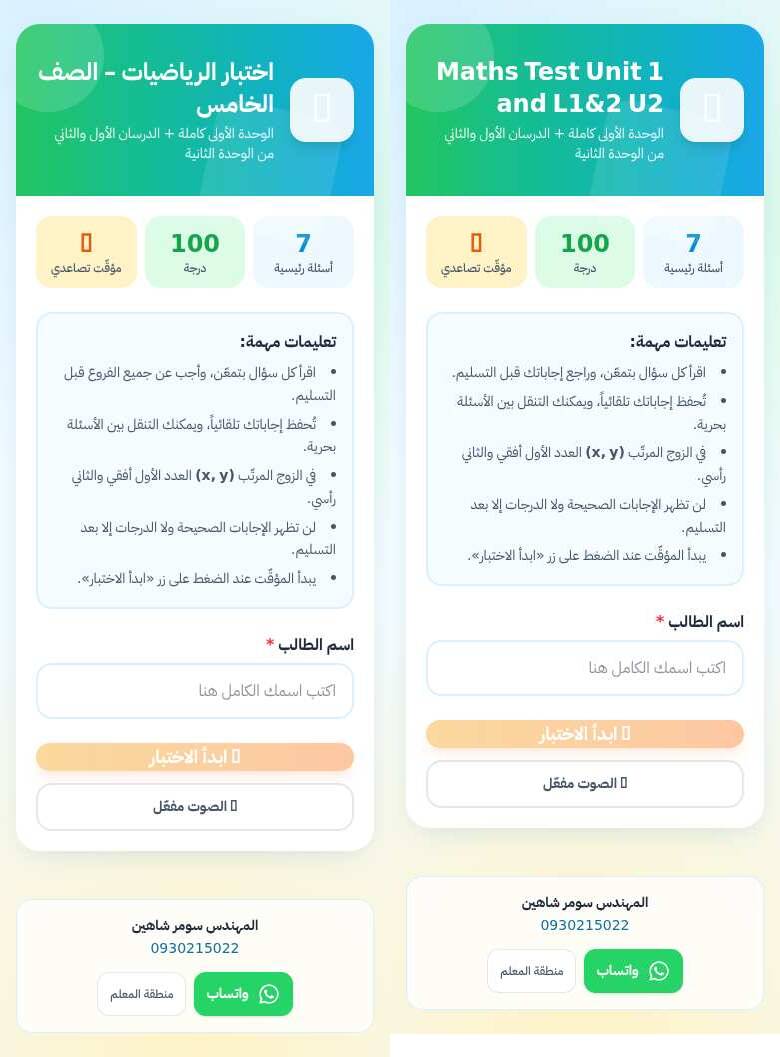 Maths Test Unit 1
and L1&2 U2
الوحدة الأولى كاملة + الدرسان الأول والثاني
من الوحدة الثانية
7
أسئلة رئيسية
100
درجة
مؤقّت تصاعدي
تعليمات مهمة:
• اقرأ كل سؤال بتمعّن، وراجع إجاباتك قبل التسليم.
• تُحفظ إجاباتك تلقائياً، ويمكنك التنقل بين الأسئلة
بحرية.
• في الزوج المرتّب (x, y) العدد الأول أفقي والثاني
رأسي.
• لن تظهر الإجابات الصحيحة ولا الدرجات إلا بعد
التسليم.
• يبدأ المؤقّت عند الضغط على زر «ابدأ الاختبار».
اسم الطالب *
اكتب اسمك الكامل هنا
ابدأ الاختبار
الصوت مفعّل
المهندس سومر شاهين
0930215022
واتساب
منطقة المعلم
اختبار الرياضيات – الصف
الخامس
الوحدة الأولى كاملة + الدرسان الأول والثاني
من الوحدة الثانية
7
أسئلة رئيسية
100
درجة
مؤقّت تصاعدي
تعليمات مهمة:
• اقرأ كل سؤال بتمعّن، وأجب عن جميع الفروع قبل
التسليم.
• تُحفظ إجاباتك تلقائياً، ويمكنك التنقل بين الأسئلة
بحرية.
• في الزوج المرتّب (x, y) العدد الأول أفقي والثاني
رأسي.
• لن تظهر الإجابات الصحيحة ولا الدرجات إلا بعد
التسليم.
• يبدأ المؤقّت عند الضغط على زر «ابدأ الاختبار».
اسم الطالب *
اكتب اسمك الكامل هنا
ابدأ الاختبار
الصوت مفعّل
المهندس سومر شاهين
0930215022
واتساب
منطقة المعلم